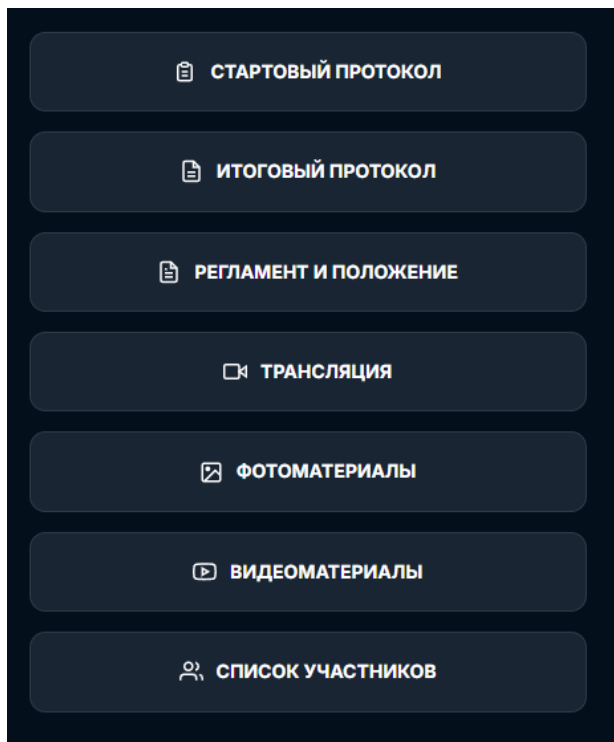 СТАРТОВЫЙ ПРОТОКОЛ
ИТОГОВЫЙ ПРОТОКОЛ
РЕГЛАМЕНТ И ПОЛОЖЕНИЕ
ТРАНСЛЯЦИЯ
ФОТОМАТЕРИАЛЫ
ВИДЕОМАТЕРИАЛЫ
СПИСОК УЧАСТНИКОВ